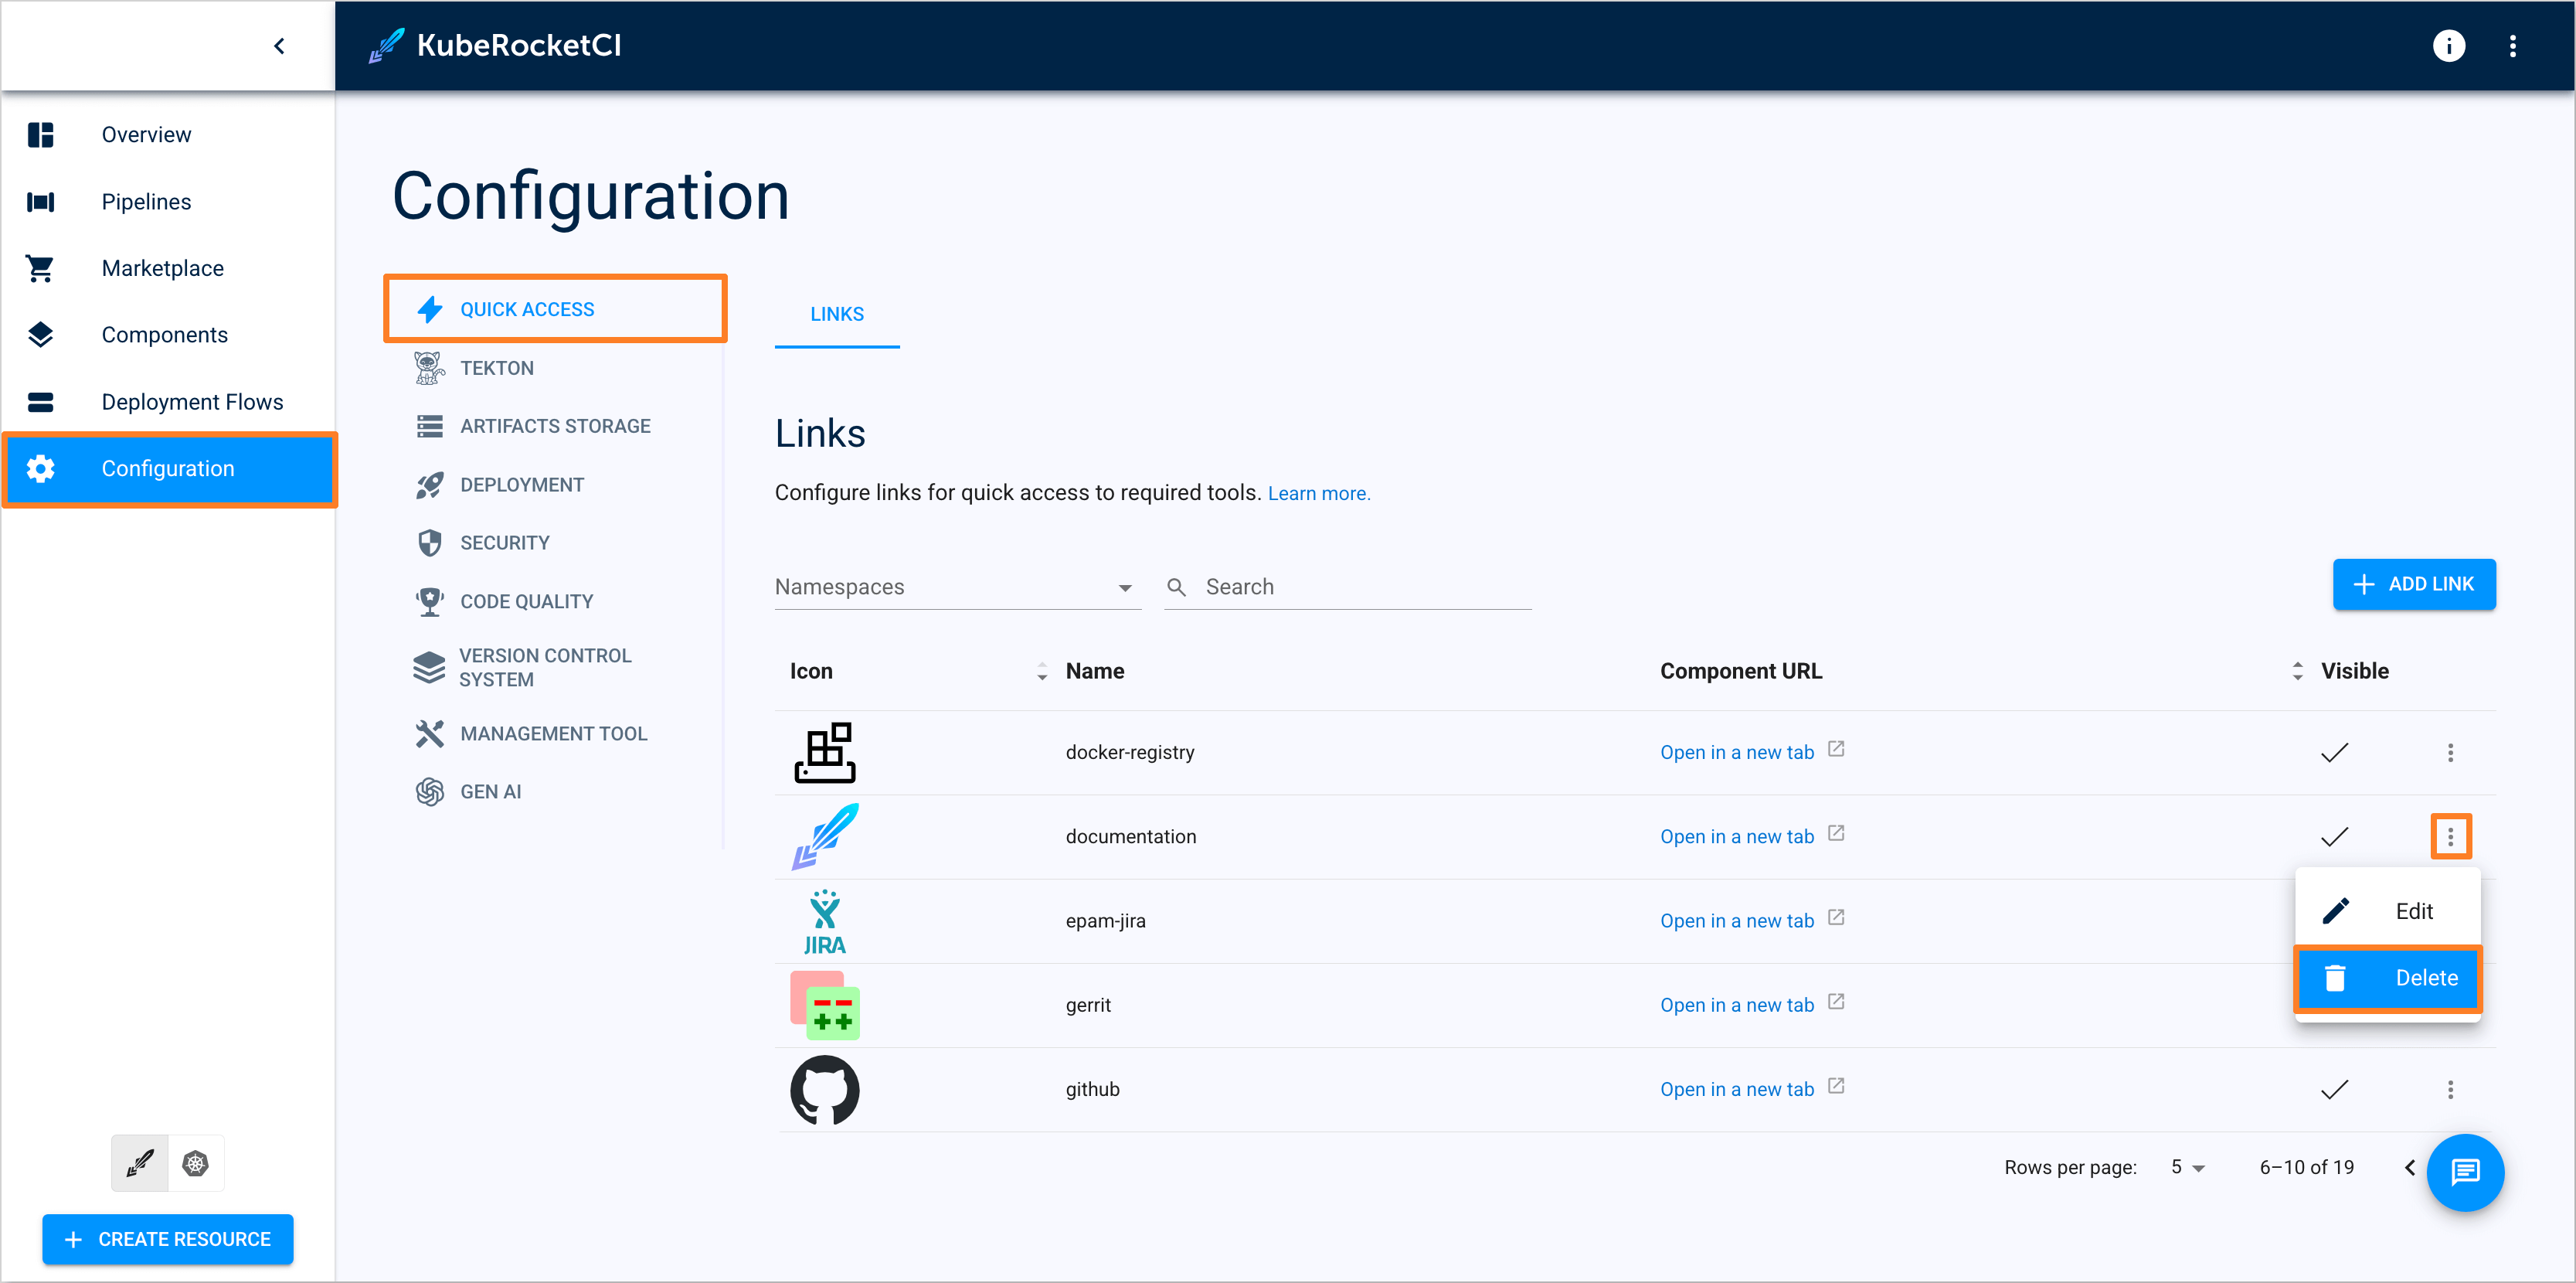 KubeRocketCI
Overview
Pipelines
Marketplace
Components
Deployment Flows
Configuration
CREATE RESOURCE
Configuration
QUICK ACCESS
TEKTON
ARTIFACTS STORAGE
DEPLOYMENT
SECURITY
CODE QUALITY
VERSION CONTROL
SYSTEM
MANAGEMENT TOOL
GEN AI
LINKS
Links
Configure links for quick access to required tools. Learn more.
Namespaces Search ADD LINK
Icon Name Component URL Visible
docker-registry Open in a new tab
documentation Open in a new tab
JIRA epam-jira Open in a new tab
gerrit Open in a new tab
github Open in a new tab
Edit
Delete
Rows per page: 5 6–10 of 19